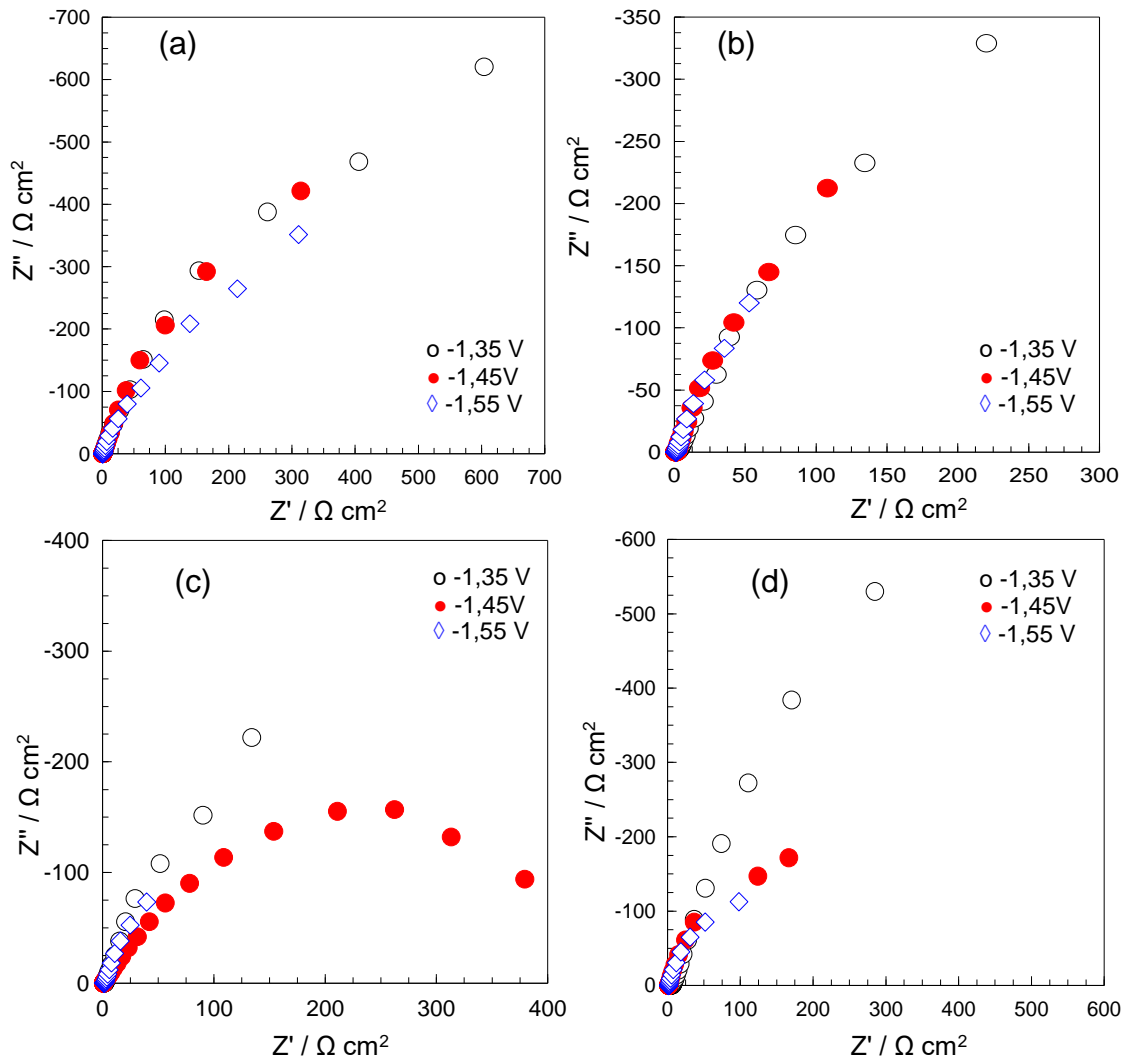 (a)
-700
-600
-500
-400
-300
-200
-100
0
Z" / Ω cm²
0 100 200 300 400 500 600 700
Z' / Ω cm²
-1,35 V
-1,45V
-1,55 V
(b)
-350
-300
-250
-200
-150
-100
-50
0
Z" / Ω cm²
0 50 100 150 200 250 300
Z' / Ω cm²
-1,35 V
-1,45V
-1,55 V
(c)
-400
-300
-200
-100
0
Z" / Ω cm²
0 100 200 300 400
Z' / Ω cm²
-1,35 V
-1,45V
-1,55 V
(d)
-600
-500
-400
-300
-200
-100
0
Z" / Ω cm²
0 100 200 300 400 500 600
Z' / Ω cm²
-1,35 V
-1,45V
-1,55 V